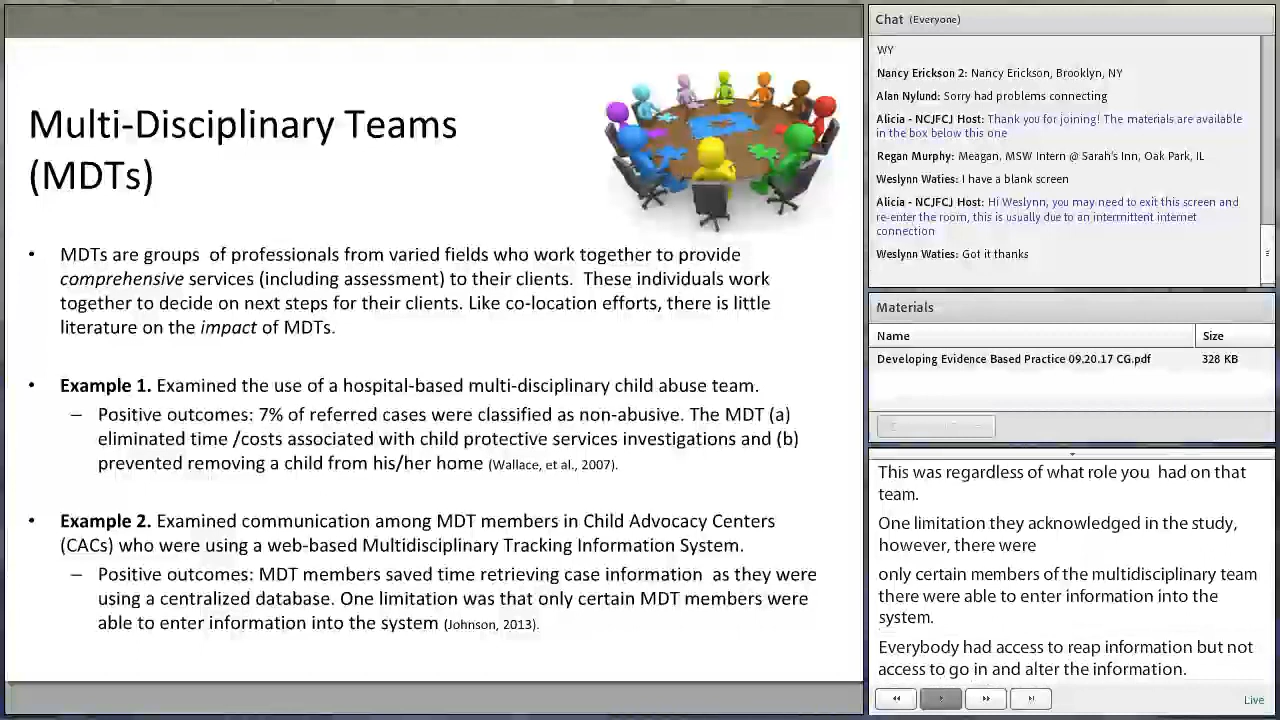 Multi-Disciplinary Teams
(MDTs)
• MDTs are groups of professionals from varied fields who work together to provide
comprehensive services (including assessment) to their clients. These individuals work
together to decide on next steps for their clients. Like co-location efforts, there is little
literature on the impact of MDTs.
• Example 1. Examined the use of a hospital-based multi-disciplinary child abuse team.
– Positive outcomes: 7% of referred cases were classified as non-abusive. The MDT (a)
eliminated time /costs associated with child protective services investigations and (b)
prevented removing a child from his/her home (Wallace, et al., 2007).
• Example 2. Examined communication among MDT members in Child Advocacy Centers
(CACs) who were using a web-based Multidisciplinary Tracking Information System.
– Positive outcomes: MDT members saved time retrieving case information as they were
using a centralized database. One limitation was that only certain MDT members were
able to enter information into the system (Johnson, 2013).
Chat (Everyone)
WY
Nancy Erickson 2: Nancy Erickson, Brooklyn, NY
Alan Nylund: Sorry had problems connecting
Alicia - NCJFCJ Host: Thank you for joining! The materials are available
in the box below this one
Regan Murphy: Meagan, MSW Intern @ Sarah's Inn, Oak Park, IL
Weslynn Waties: I have a blank screen
Alicia - NCJFCJ Host: Hi Weslynn, you may need to exit this screen and
re-enter the room, this is usually due to an intermittent internet
connection
Weslynn Waties: Got it thanks
Materials
Name Size
Developing Evidence Based Practice 09.20.17 CG.pdf 328 KB
This was regardless of what role you had on that
team.
One limitation they acknowledged in the study,
however, there were
only certain members of the multidisciplinary team
there were able to enter information into the
system.
Everybody had access to reap information but not
access to go in and alter the information.
Live